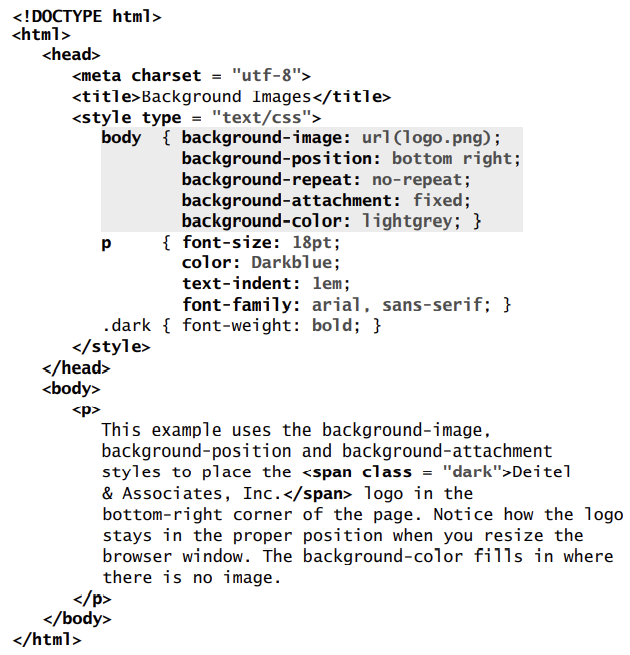 <!DOCTYPE html>
<html>
<head>
<meta charset = "utf-8">
<title>Background Images</title>
<style type = "text/css">
body { background-image: url(logo.png);
background-position: bottom right;
background-repeat: no-repeat;
background-attachment: fixed;
background-color: lightgrey; }
p { font-size: 18pt;
color: Darkblue;
text-indent: 1em;
font-family: arial, sans-serif; }
.dark { font-weight: bold; }
</style>
</head>
<body>
<p>
This example uses the background-image,
background-position and background-attachment
styles to place the <span class = "dark">Deitel
& Associates, Inc.</span> logo in the
bottom-right corner of the page. Notice how the logo
stays in the proper position when you resize the
browser window. The background-color fills in where
there is no image.
</p>
</body>
</html>